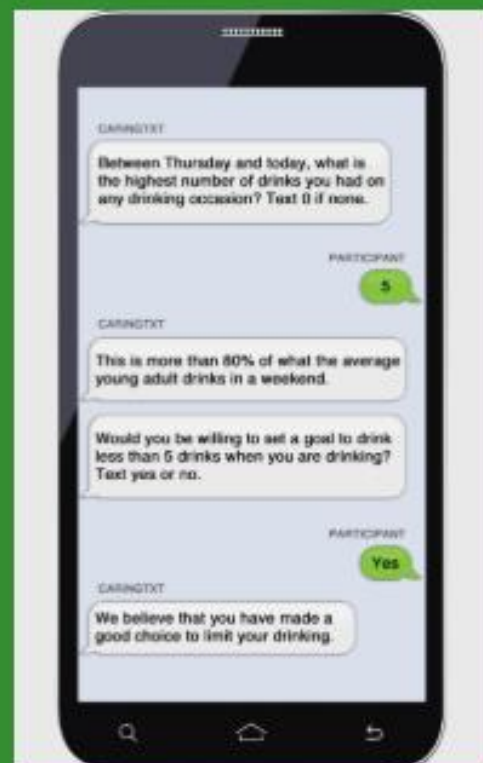 CARINGTXT
Between Thursday and today, what is
the highest number of drinks you had on
any drinking occasion? Text 0 if none.
PARTICIPANT
5
CARINGTXT
This is more than 80% of what the average
young adult drinks in a weekend.
Would you be willing to set a goal to drink
less than 5 drinks when you are drinking?
Text yes or no.
PARTICIPANT
Yes
CARINGTXT
We believe that you have made a
good choice to limit your drinking.